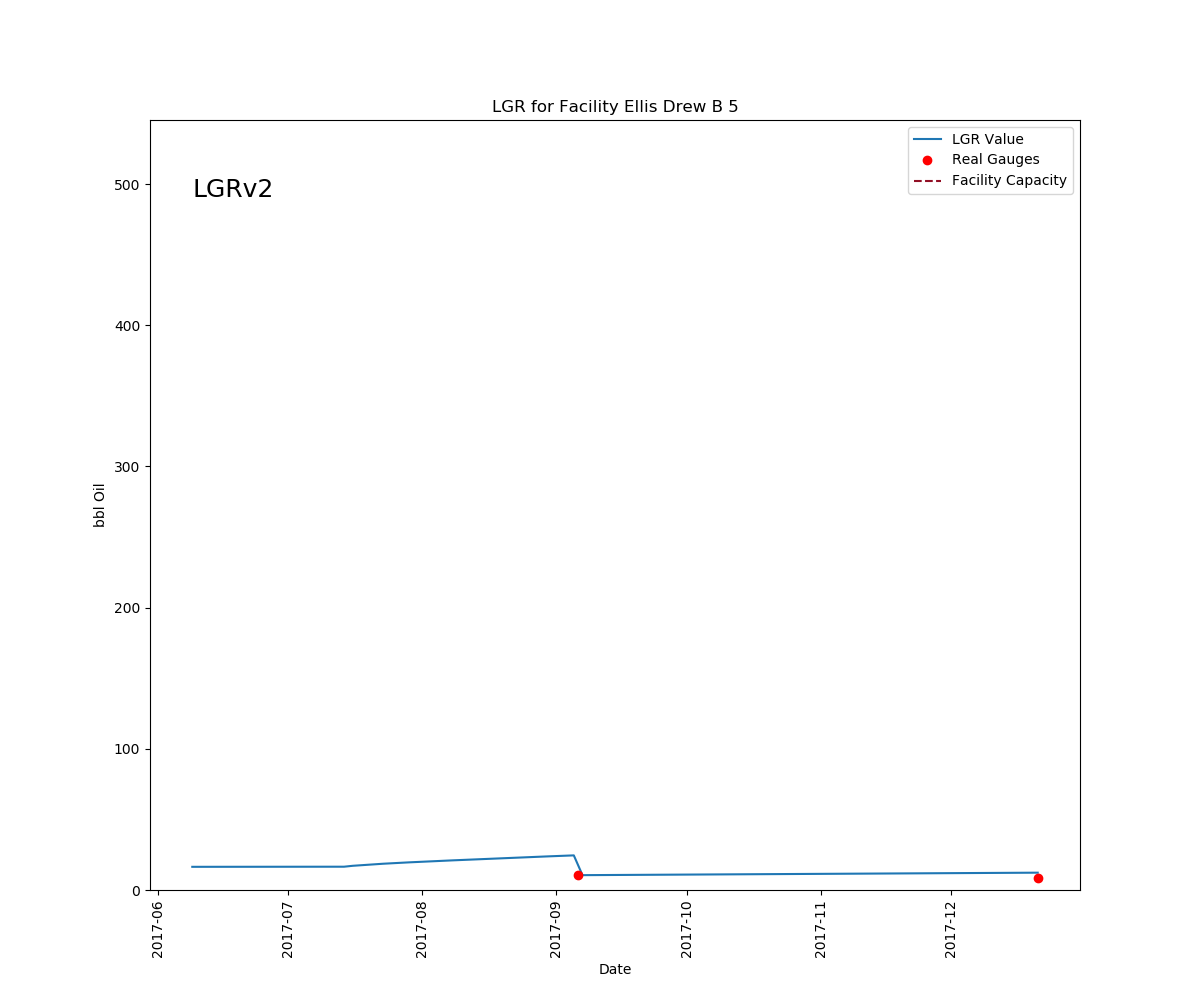 LGR for Facility Ellis Drew B 5
LGR Value
Real Gauges
Facility Capacity
LGRv2
500
400
300
200
100
0
bbl Oil
2017-06
2017-07
2017-08
2017-09
2017-10
2017-11
2017-12
Date